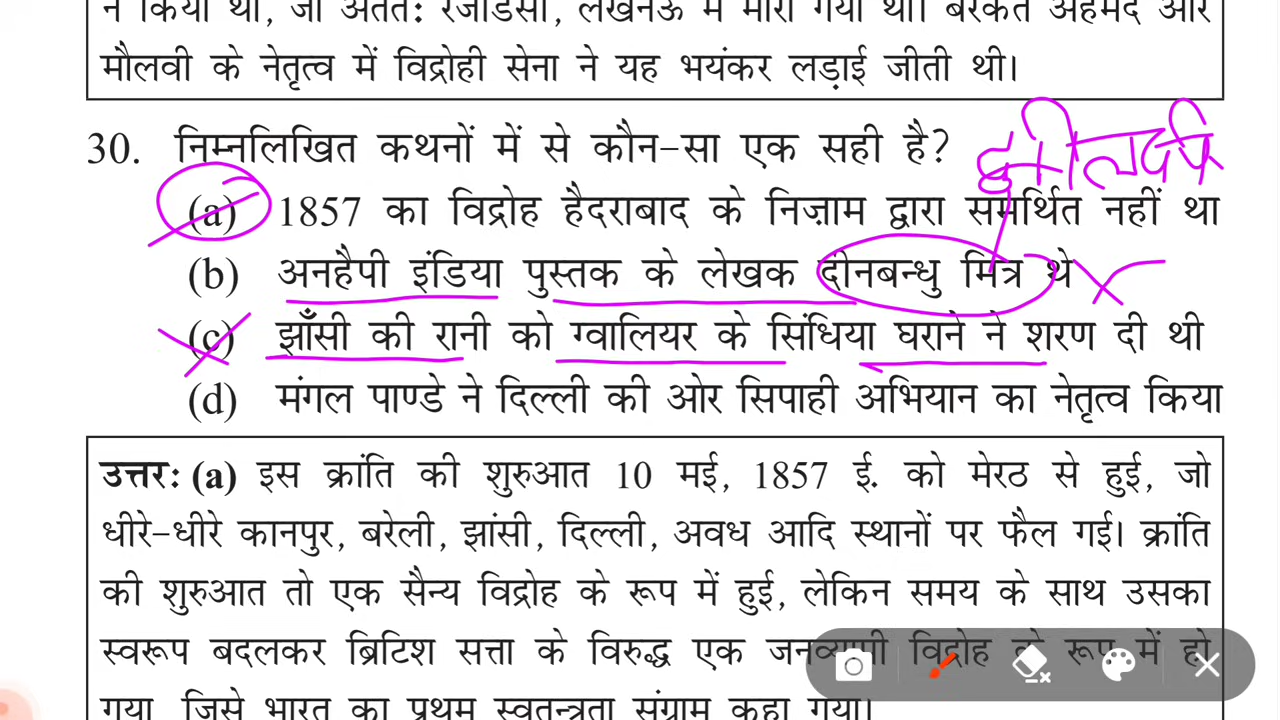 न किया था, जो अंततः रेजीडेंसी, लखनऊ में मारा गया था। बरकत अहमद और
मौलवी के नेतृत्व में विद्रोही सेना ने यह भयंकर लड़ाई जीती थी।
30. निम्नलिखित कथनों में से कौन-सा एक सही है?
नीलदर्पण
(a) 1857 का विद्रोह हैदराबाद के निज़ाम द्वारा समर्थित नहीं था
(b) अनहैपी इंडिया पुस्तक के लेखक दीनबन्धु मित्र थे
(c) झाँसी की रानी को ग्वालियर के सिंधिया घराने ने शरण दी थी
(d) मंगल पाण्डे ने दिल्ली की ओर सिपाही अभियान का नेतृत्व किया
उत्तरः (a) इस क्रांति की शुरुआत 10 मई, 1857 ई. को मेरठ से हुई, जो
धीरे-धीरे कानपुर, बरेली, झांसी, दिल्ली, अवध आदि स्थानों पर फैल गई। क्रांति
की शुरुआत तो एक सैन्य विद्रोह के रूप में हुई, लेकिन समय के साथ उसका
स्वरूप बदलकर ब्रिटिश सत्ता के विरुद्ध एक जनव्यापी विद्रोह के रूप में हो
गया, जिसे भारत का प्रथम स्वतन्त्रता संग्राम कहा गया।